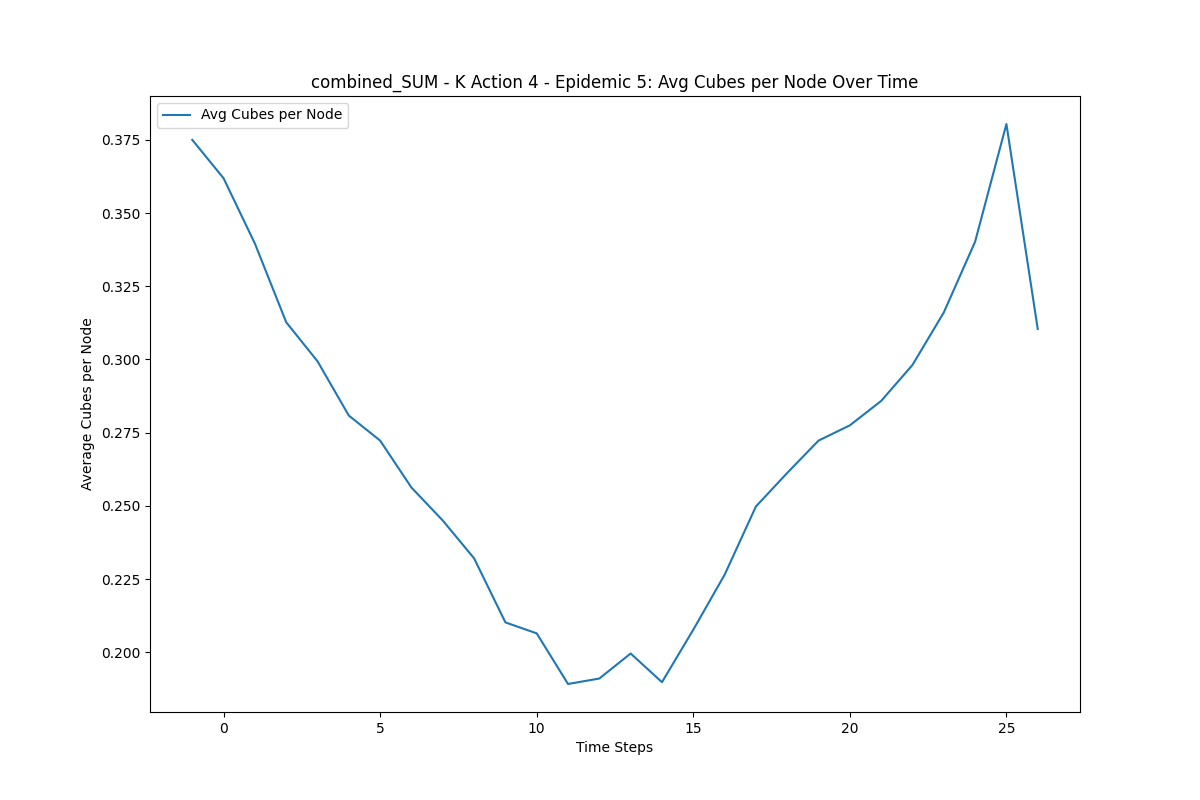 combined_SUM - K Action 4 - Epidemic 5: Avg Cubes per Node Over Time
Avg Cubes per Node
0.375
0.350
0.325
0.300
0.275
0.250
0.225
0.200
Average Cubes per Node
0 5 10 15 20 25
Time Steps